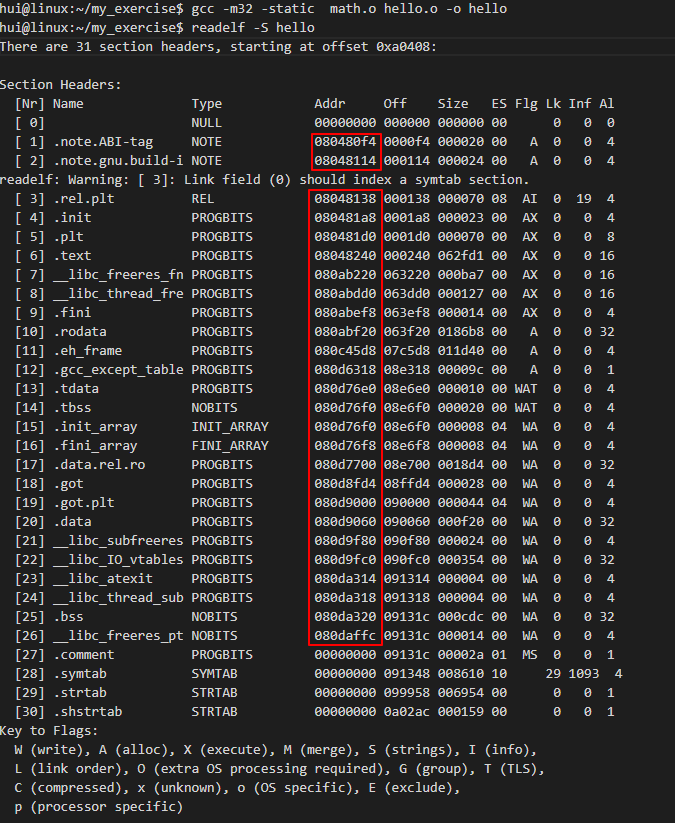 hui@linux:~/my_exercise$ gcc -m32 -static  math.o hello.o -o hello
hui@linux:~/my_exercise$ readelf -S hello
There are 31 section headers, starting at offset 0xa0408:

Section Headers:
  [Nr] Name              Type            Addr     Off    Size   ES Flg Lk Inf Al
  [ 0]                   NULL            00000000 000000 000000 00      0   0  0
  [ 1] .note.ABI-tag     NOTE            080480f4 0000f4 000020 00   A  0   0  4
  [ 2] .note.gnu.build-i NOTE            08048114 000114 000024 00   A  0   0  4
readelf: Warning: [ 3]: Link field (0) should index a symtab section.
  [ 3] .rel.plt          REL             08048138 000138 000070 08  AI  0  19  4
  [ 4] .init             PROGBITS        080481a8 0001a8 000023 00  AX  0   0  4
  [ 5] .plt              PROGBITS        080481d0 0001d0 000070 00  AX  0   0  8
  [ 6] .text             PROGBITS        08048240 000240 062fd1 00  AX  0   0 16
  [ 7] __libc_freeres_fn PROGBITS        080ab220 063220 000ba7 00  AX  0   0 16
  [ 8] __libc_thread_fre PROGBITS        080abdd0 063dd0 000127 00  AX  0   0 16
  [ 9] .fini             PROGBITS        080abef8 063ef8 000014 00  AX  0   0  4
  [10] .rodata           PROGBITS        080abf20 063f20 0186b8 00   A  0   0 32
  [11] .eh_frame         PROGBITS        080c45d8 07c5d8 011d40 00   A  0   0  4
  [12] .gcc_except_table PROGBITS        080d6318 08e318 00009c 00   A  0   0  1
  [13] .tdata            PROGBITS        080d76e0 08e6e0 000010 00 WAT  0   0  4
  [14] .tbss             NOBITS          080d76f0 08e6f0 000020 00 WAT  0   0  4
  [15] .init_array       INIT_ARRAY      080d76f0 08e6f0 000008 04  WA  0   0  4
  [16] .fini_array       FINI_ARRAY      080d76f8 08e6f8 000008 04  WA  0   0  4
  [17] .data.rel.ro      PROGBITS        080d7700 08e700 0018d4 00  WA  0   0 32
  [18] .got              PROGBITS        080d8fd4 08ffd4 000028 00  WA  0   0  4
  [19] .got.plt          PROGBITS        080d9000 090000 000044 04  WA  0   0  4
  [20] .data             PROGBITS        080d9060 090060 000f20 00  WA  0   0 32
  [21] __libc_subfreeres PROGBITS        080d9f80 090f80 000024 00  WA  0   0  4
  [22] __libc_IO_vtables PROGBITS        080d9fc0 090fc0 000354 00  WA  0   0 32
  [23] __libc_atexit     PROGBITS        080da314 091314 000004 00  WA  0   0  4
  [24] __libc_thread_sub PROGBITS        080da318 091318 000004 00  WA  0   0  4
  [25] .bss              NOBITS          080da320 09131c 000cdc 00  WA  0   0 32
  [26] __libc_freeres_pt NOBITS          080daffc 09131c 000014 00  WA  0   0  4
  [27] .comment          PROGBITS        00000000 09131c 00002a 01  MS  0   0  1
  [28] .symtab           SYMTAB          00000000 091348 008610 10     29 1093  4
  [29] .strtab           STRTAB          00000000 099958 006954 00      0   0  1
  [30] .shstrtab         STRTAB          00000000 0a02ac 000159 00      0   0  1
Key to Flags:
  W (write), A (alloc), X (execute), M (merge), S (strings), I (info),
  L (link order), O (extra OS processing required), G (group), T (TLS),
  C (compressed), x (unknown), o (OS specific), E (exclude),
  p (processor specific)